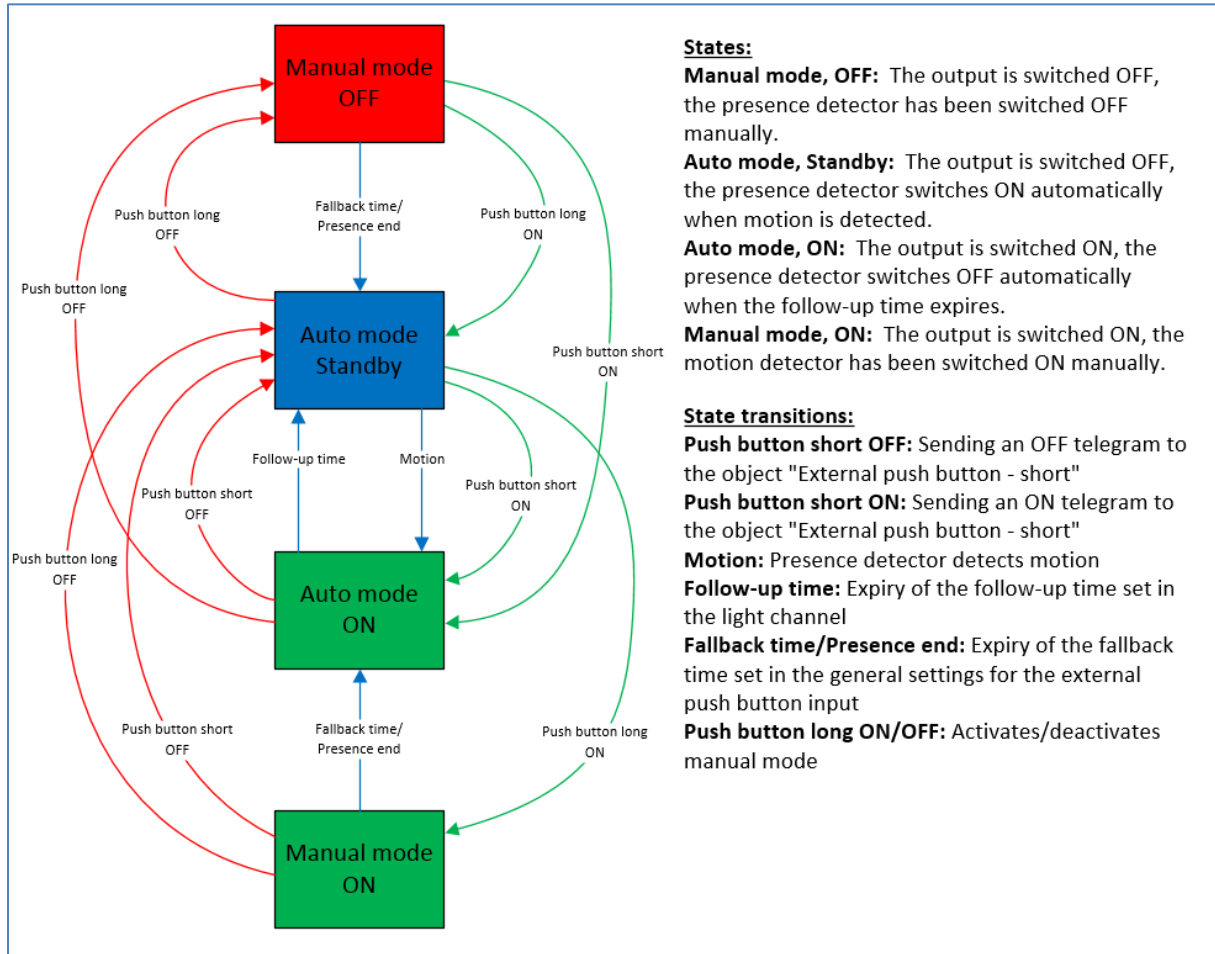 Manual mode
OFF
Push button long
OFF
Fallback time/
Presence end
Push button long
ON
Push button long
OFF
Auto mode
Standby
Push button short
ON
Follow-up time
Motion
Push button short
OFF
Push button short
ON
Push button long
OFF
Auto mode
ON
Push button short
OFF
Fallback time/
Presence end
Push button long
ON
Manual mode
ON
States:
Manual mode, OFF:  The output is switched OFF,
the presence detector has been switched OFF
manually.
Auto mode, Standby:  The output is switched OFF,
the presence detector switches ON automatically
when motion is detected.
Auto mode, ON:  The output is switched ON, the
presence detector switches OFF automatically
when the follow-up time expires.
Manual mode, ON:  The output is switched ON, the
motion detector has been switched ON manually.
State transitions:
Push button short OFF: Sending an OFF telegram to
the object "External push button - short"
Push button short ON: Sending an ON telegram to
the object "External push button - short"
Motion: Presence detector detects motion
Follow-up time: Expiry of the follow-up time set in
the light channel
Fallback time/Presence end: Expiry of the fallback
time set in the general settings for the external
push button input
Push button long ON/OFF: Activates/deactivates
manual mode